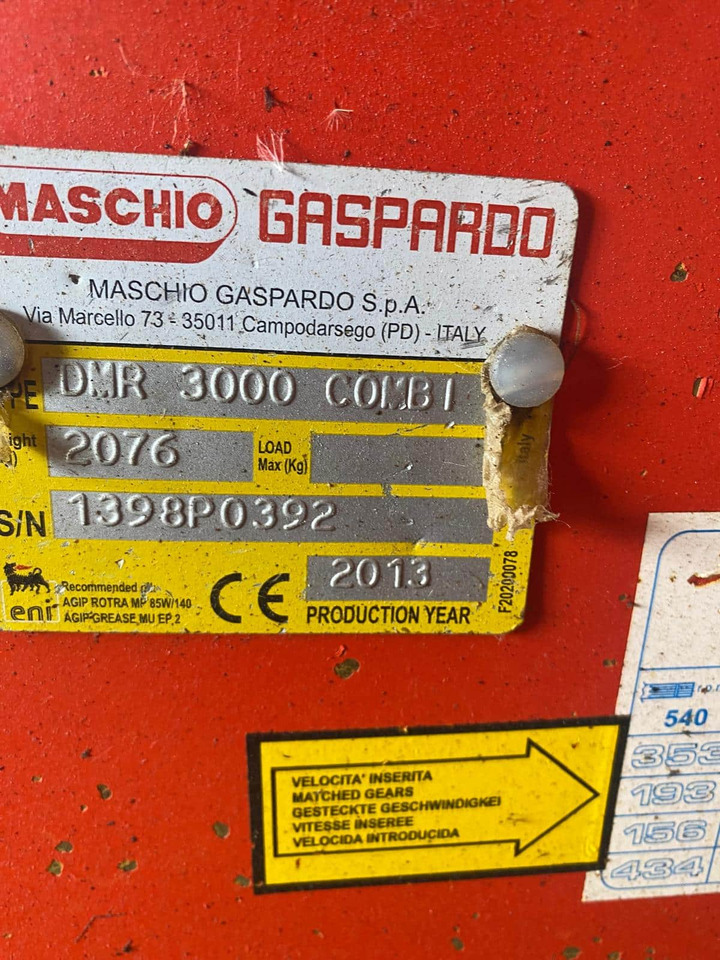 MASCHIO GASPARDO
MASCHIO GASPARDO S.p.A.
Via Marcello 73 - 35011 Campodarsego (PD) - ITALY
PE DMR 3000 COMBI
ight 2076 LOAD
Max (Kg)
italy
S/N 1398P0392
2013
PRODUCTION YEAR
CE
F20200078
eni
Recommended
AGIP ROTRA MP 85W/140
AGIP GREASE MU EP 2
VELOCITA' INSERITA
MATCHED GEARS
GESTECKTE GESCHWINDIGKEI
VITESSE INSEREE
VELOCIDA INTRODUCIDA
540
353
193
156
434